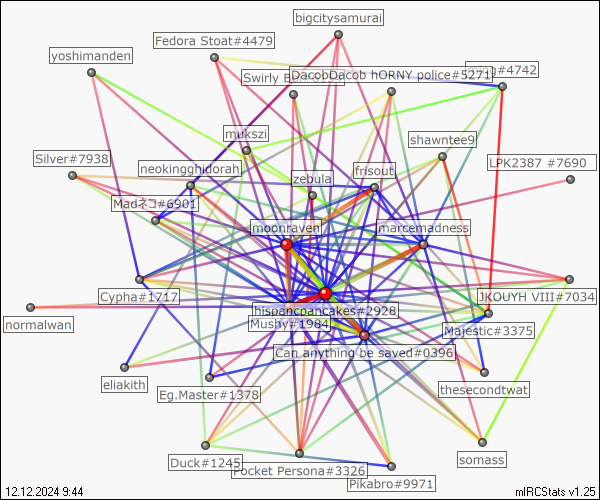 bigcitysamurai
Fedora Stoat#4479
yoshimanden
ming#4742
Swirly
DacobDacob hORNY police#5271
mukszi
shawntee9
Silver#7938
neokingghidorah
LPK2387 #7690
zebula
frisout
Madネコ#6901
moonraven
marcemadness
Cypha#1717
JKOUYH VIII#7034
hispancpancakes#2928
normalwan
Mushy#1984
Majestic#3375
Can anything be saved#0396
eliakith
Eg.Master#1378
thesecondtwat
Duck#1245
Pocket Persona#3326
somass
Pikabro#9971
12.12.2024 9:44
mIRCStats v1.25